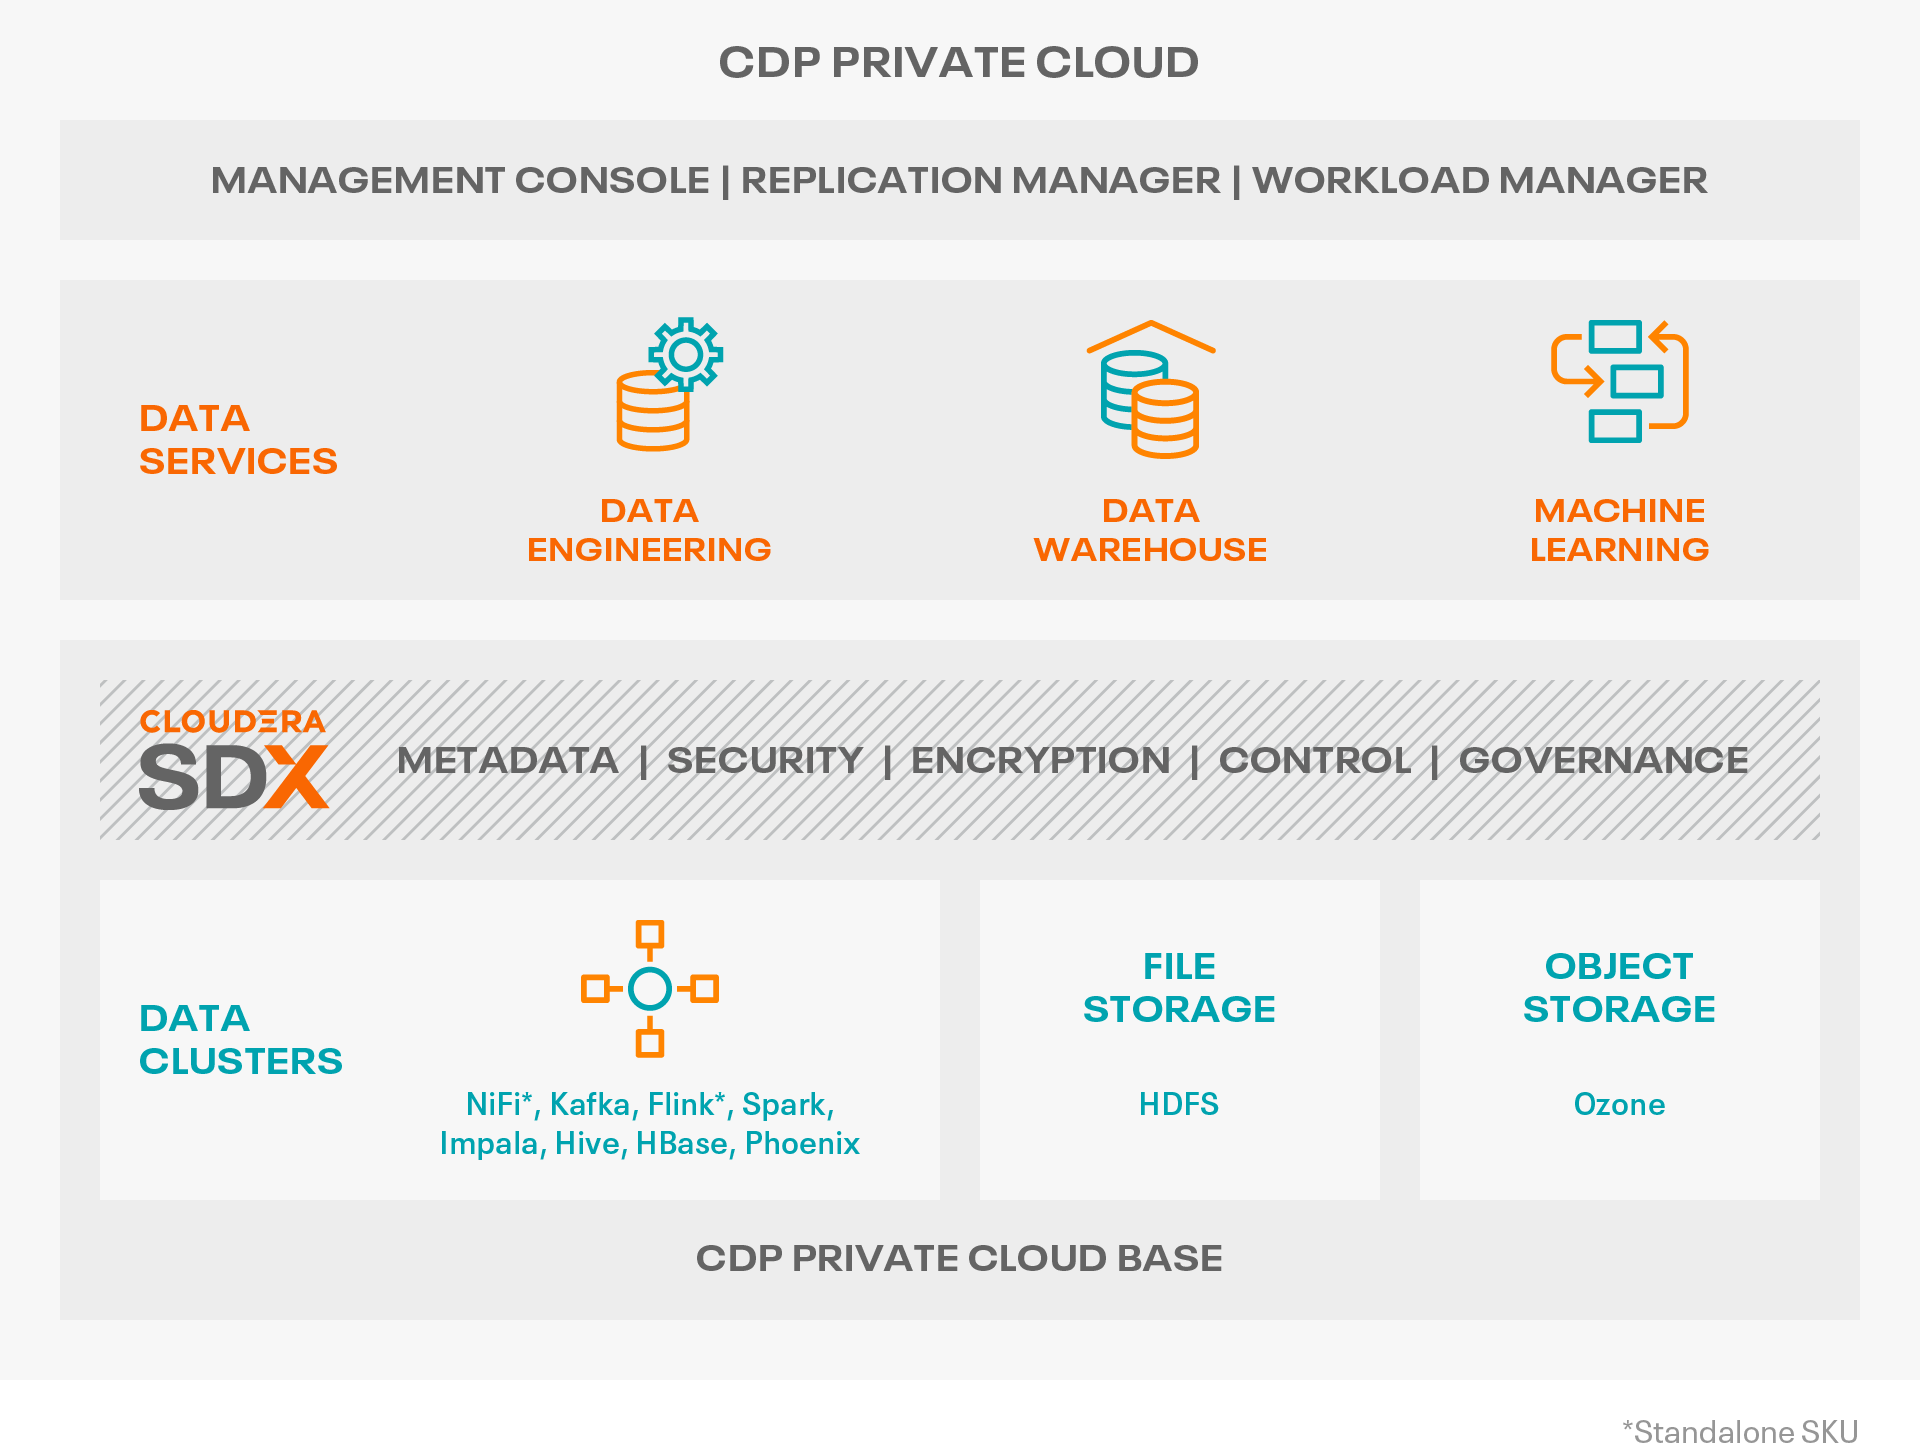 CDP PRIVATE CLOUD
MANAGEMENT CONSOLE | REPLICATION MANAGER | WORKLOAD MANAGER
DATA
SERVICES
DATA
ENGINEERING
DATA
WAREHOUSE
MACHINE
LEARNING
CLOUDERA
SDX
METADATA | SECURITY | ENCRYPTION | CONTROL | GOVERNANCE
DATA
CLUSTERS
NiFi*, Kafka, Flink*, Spark,
Impala, Hive, HBase, Phoenix
FILE
STORAGE
HDFS
OBJECT
STORAGE
Ozone
CDP PRIVATE CLOUD BASE
*Standalone SKU